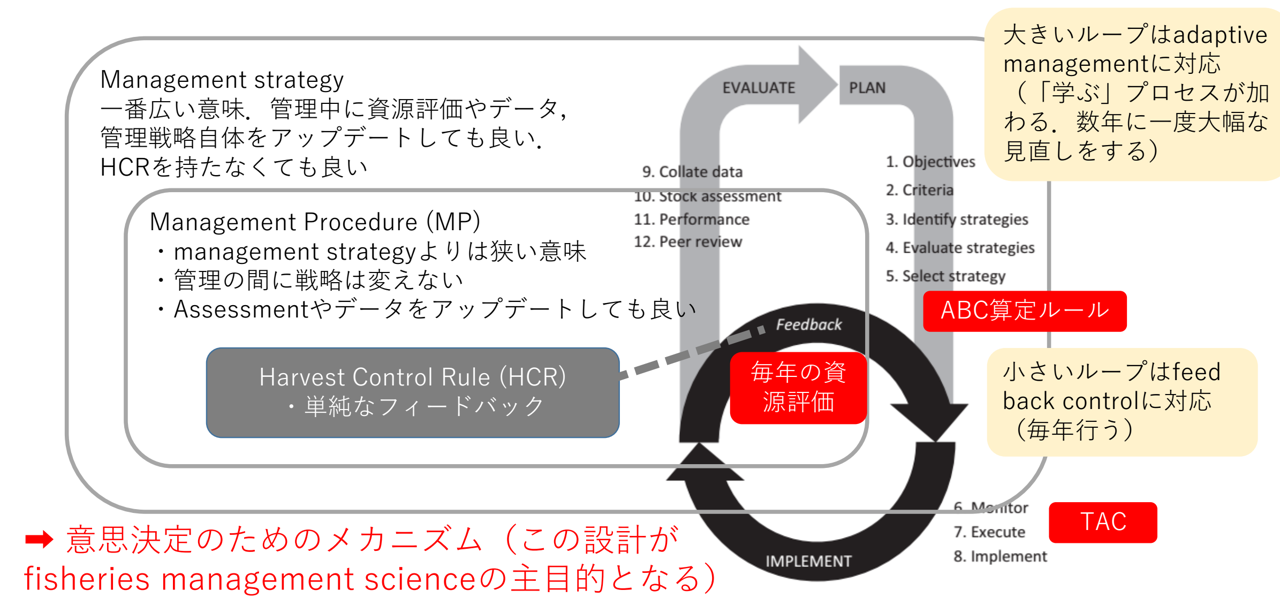 Management strategy
一番広い意味．管理中に資源評価やデータ,
管理戦略自体をアップデートしても良い．
HCRを持たなくても良い
Management Procedure (MP)
・management strategyよりは狭い意味
・管理の間に戦略は変えない
・Assessmentやデータをアップデートしても良い
Harvest Control Rule (HCR)
・単純なフィードバック
EVALUATE
PLAN
9. Collate data
10. Stock assessment
11. Performance
12. Peer review
1. Objectives
2. Criteria
3. Identify strategies
4. Evaluate strategies
5. Select strategy
大きいループはadaptive
managementに対応
（「学ぶ」プロセスが加
わる．数年に一度大幅な
見直しをする）
ABC算定ルール
Feedback
毎年の資
源評価
小さいループはfeed
back controlに対応
（毎年行う）
6. Monitor
7. Execute
8. Implement
TAC
IMPLEMENT
➡ 意思決定のためのメカニズム（この設計が
fisheries management scienceの主目的となる）